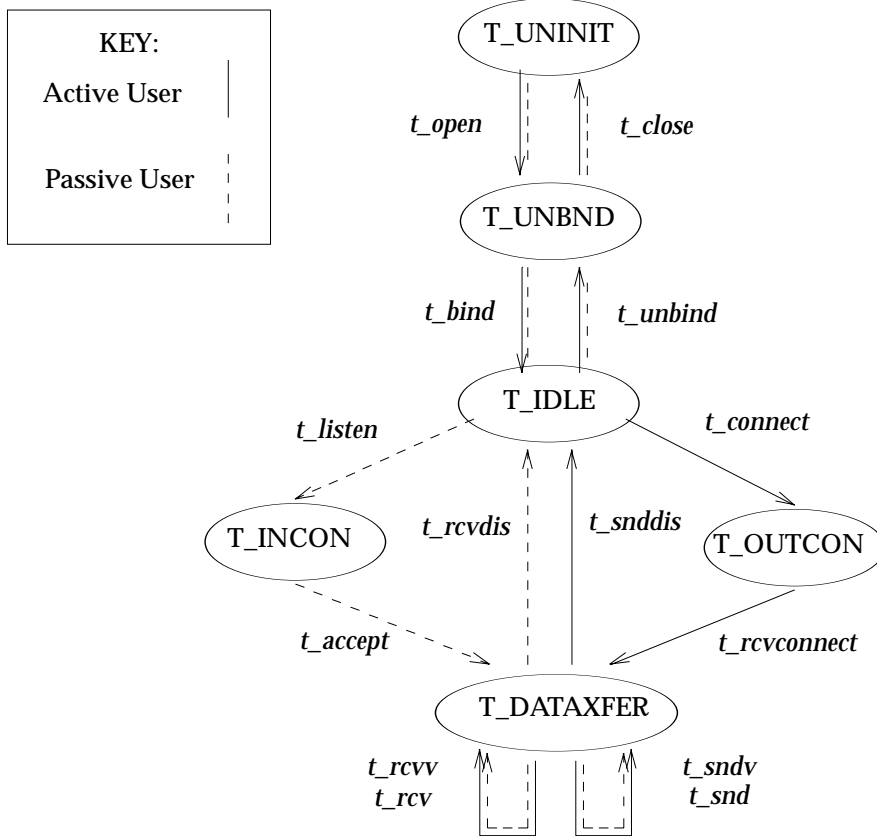 KEY:
Active User
Passive User
T_UNINIT
t_open
t_close
T_UNBND
t_bind
t_unbind
T_IDLE
t_listen
t_connect
T_INCON
t_rcvdis
t_snddis
T_OUTCON
t_accept
t_rcvconnect
T_DATAXFER
t_rcvv
t_rcv
t_sndv
t_snd